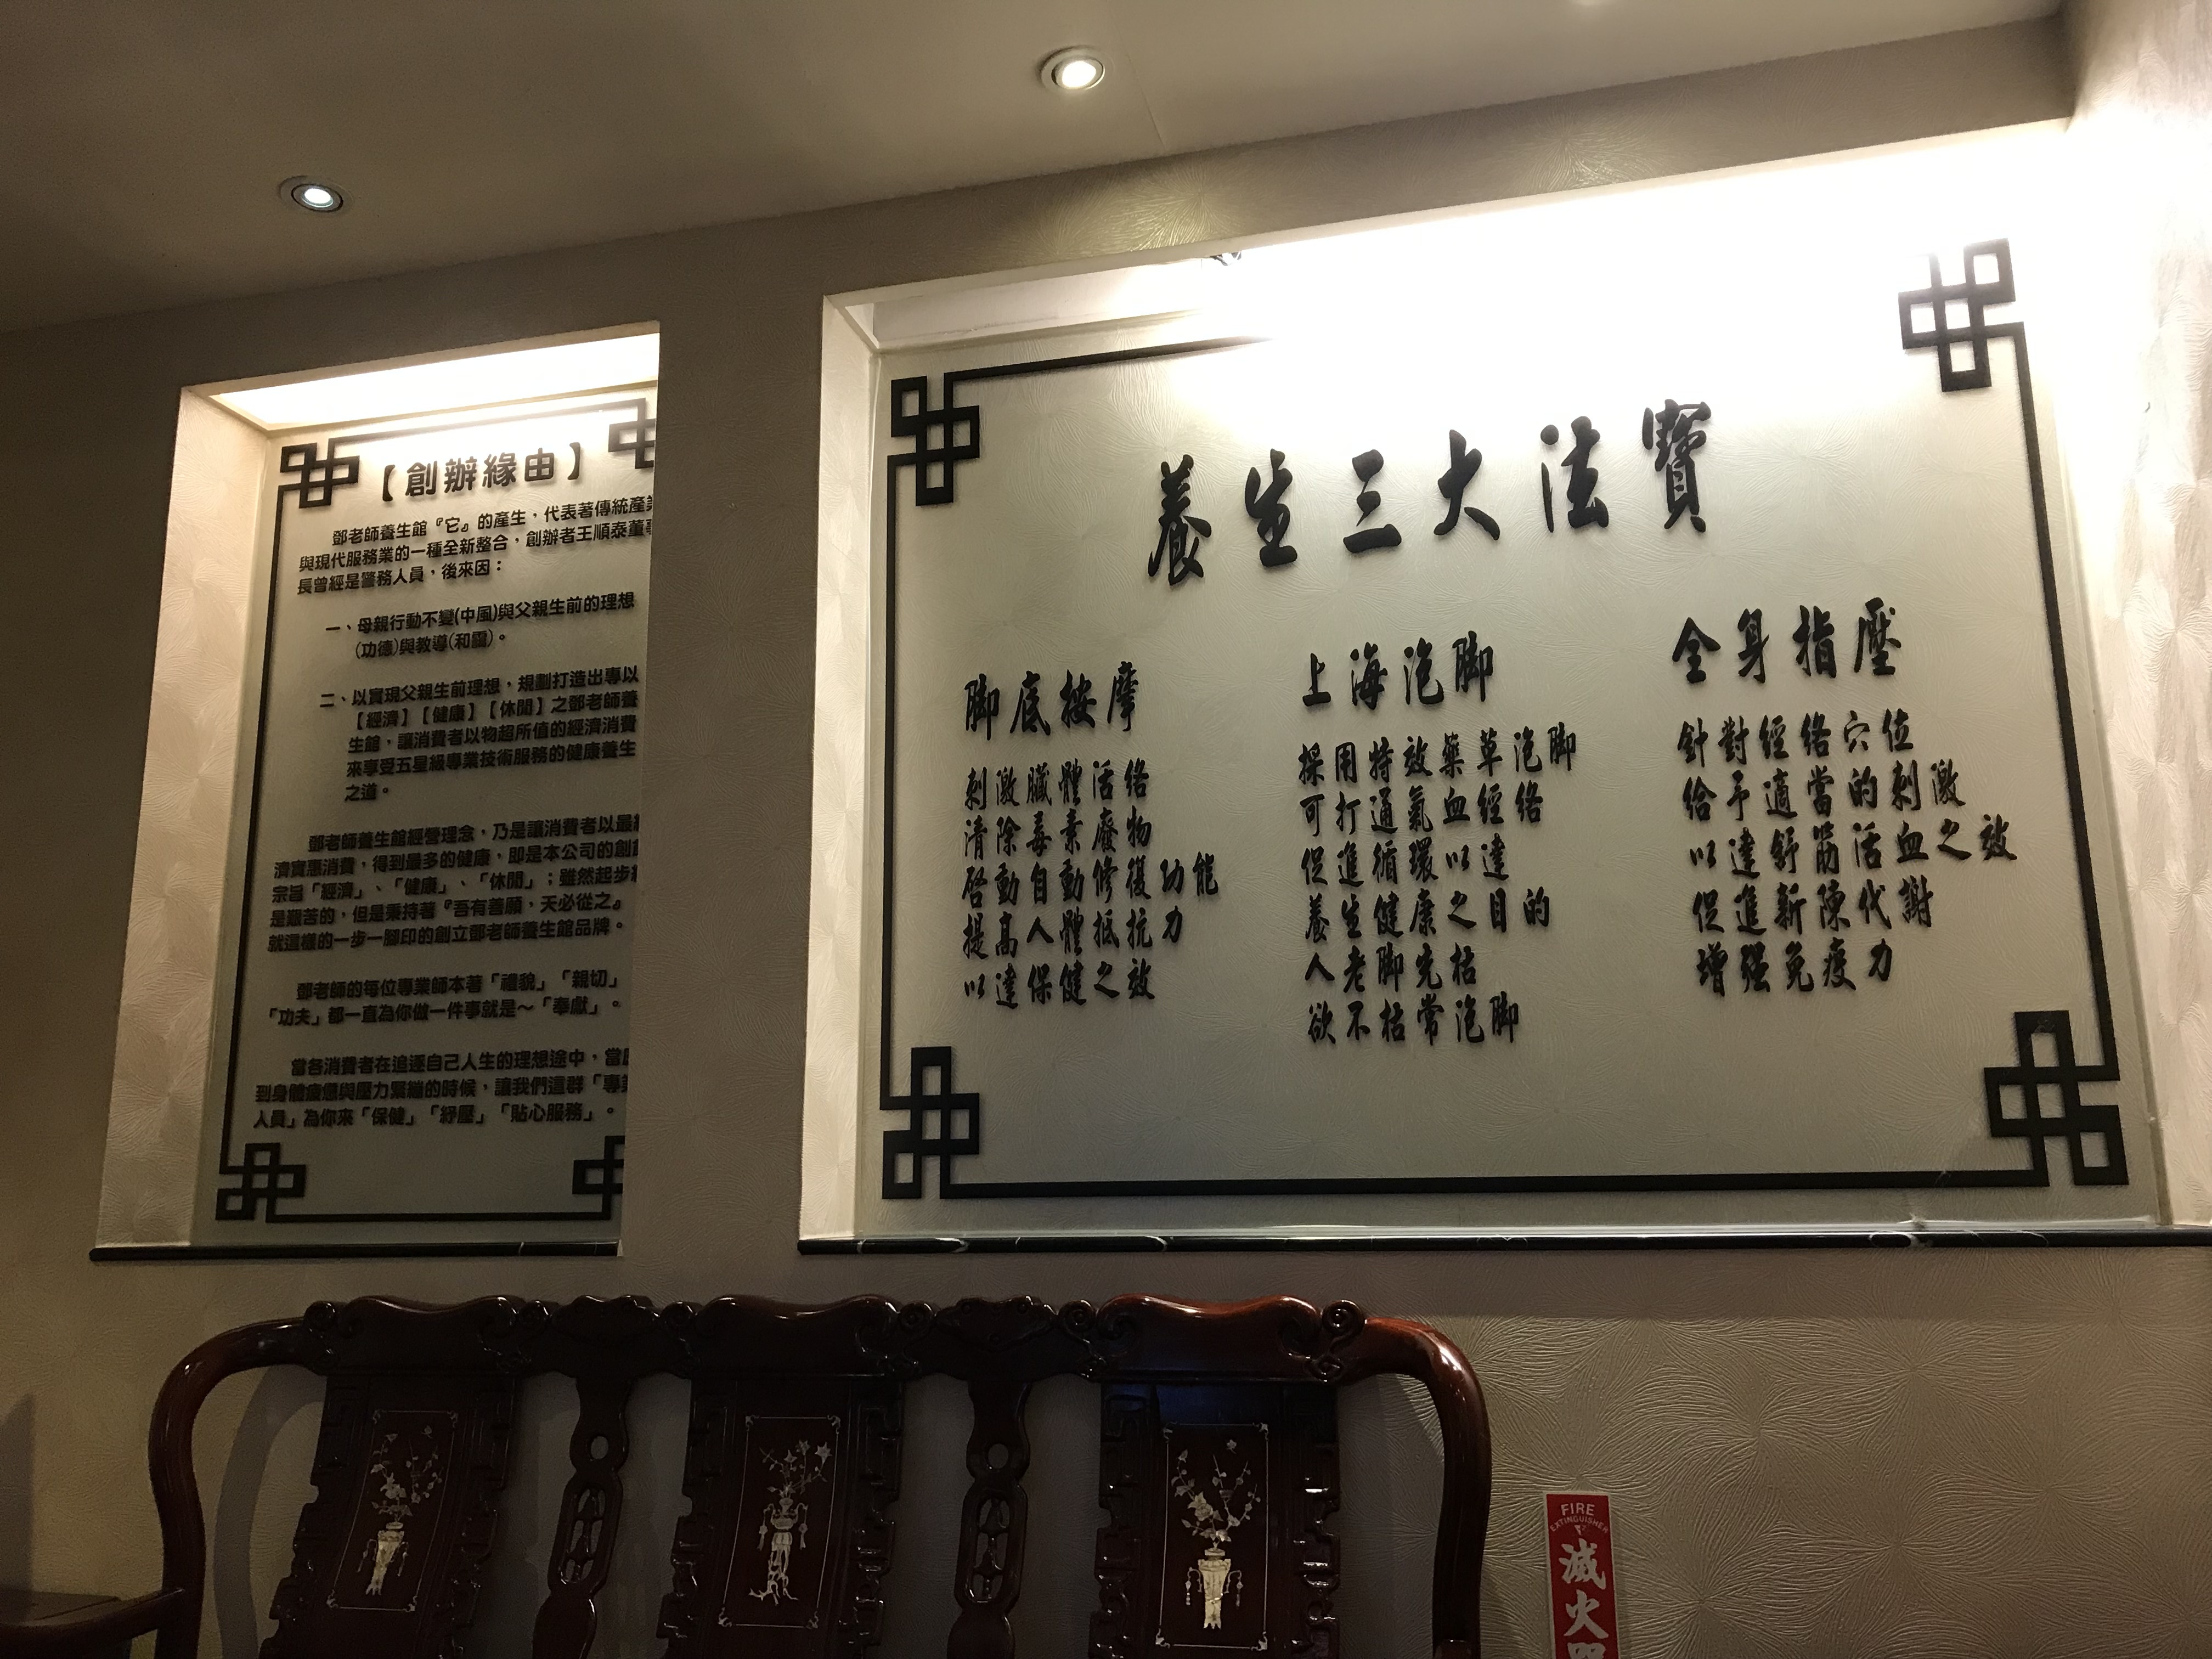 【創辦緣由】
鄧老師養生館『它』的產生，代表著傳統產業
與現代服務業的一種全新整合，創辦者王順泰董事
長曾經是警務人員，後來因：
一、母親行動不變(中風)與父親生前的理想
(功德)與教導(和靄)。
二、以實現父親生前理想，規劃打造出專以
【經濟】【健康】【休閒】之鄧老師養
生館，讓消費者以物超所值的經濟消費
來享受五星級專業技術服務的健康養生
之道。
鄧老師養生館經營理念，乃是讓消費者以最
濟實惠消費，得到最多的健康，即是本公司的創
宗旨「經濟」、「健康」、「休閒」；雖然起步
是艱苦的，但是秉持著『吾有善願，天必從之』
就這樣的一步一腳印的創立鄧老師養生館品牌。
鄧老師的每位專業師本著「禮貌」「親切」
「功夫」都一直為你做一件事就是～「奉獻」。
當各消費者在追逐自己人生的理想途中，當
到身體疲憊與壓力緊繃的時候，讓我們這群「專
人員」為你來「保健」「紓壓」「貼心服務」。
養生三大法寶
腳底按摩
刺激臟體活絡
清除毒素廢物
啓動自動修復功能
提高人體抵抗力
以達保健之效
上海泡腳
採用特效藥草泡腳
可打通氣血經絡
促進循環以達
養生健康之目的
人老腳先枯
欲不枯常泡腳
全身指壓
針對經絡穴位
給予適當的刺激
以達舒筋活血之效
促進新陳代謝
增強免疫力
FIRE
EXTINGUISHER
滅火